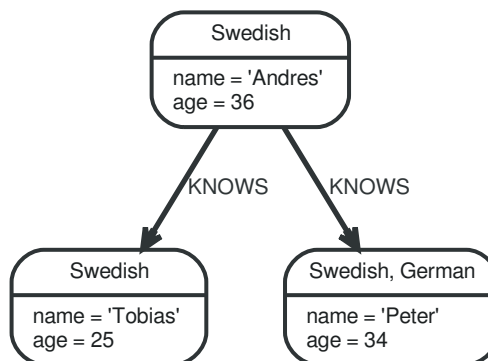 Swedish
name = 'Andres'
age = 36
KNOWS
KNOWS
Swedish
name = 'Tobias'
age = 25
Swedish, German
name = 'Peter'
age = 34